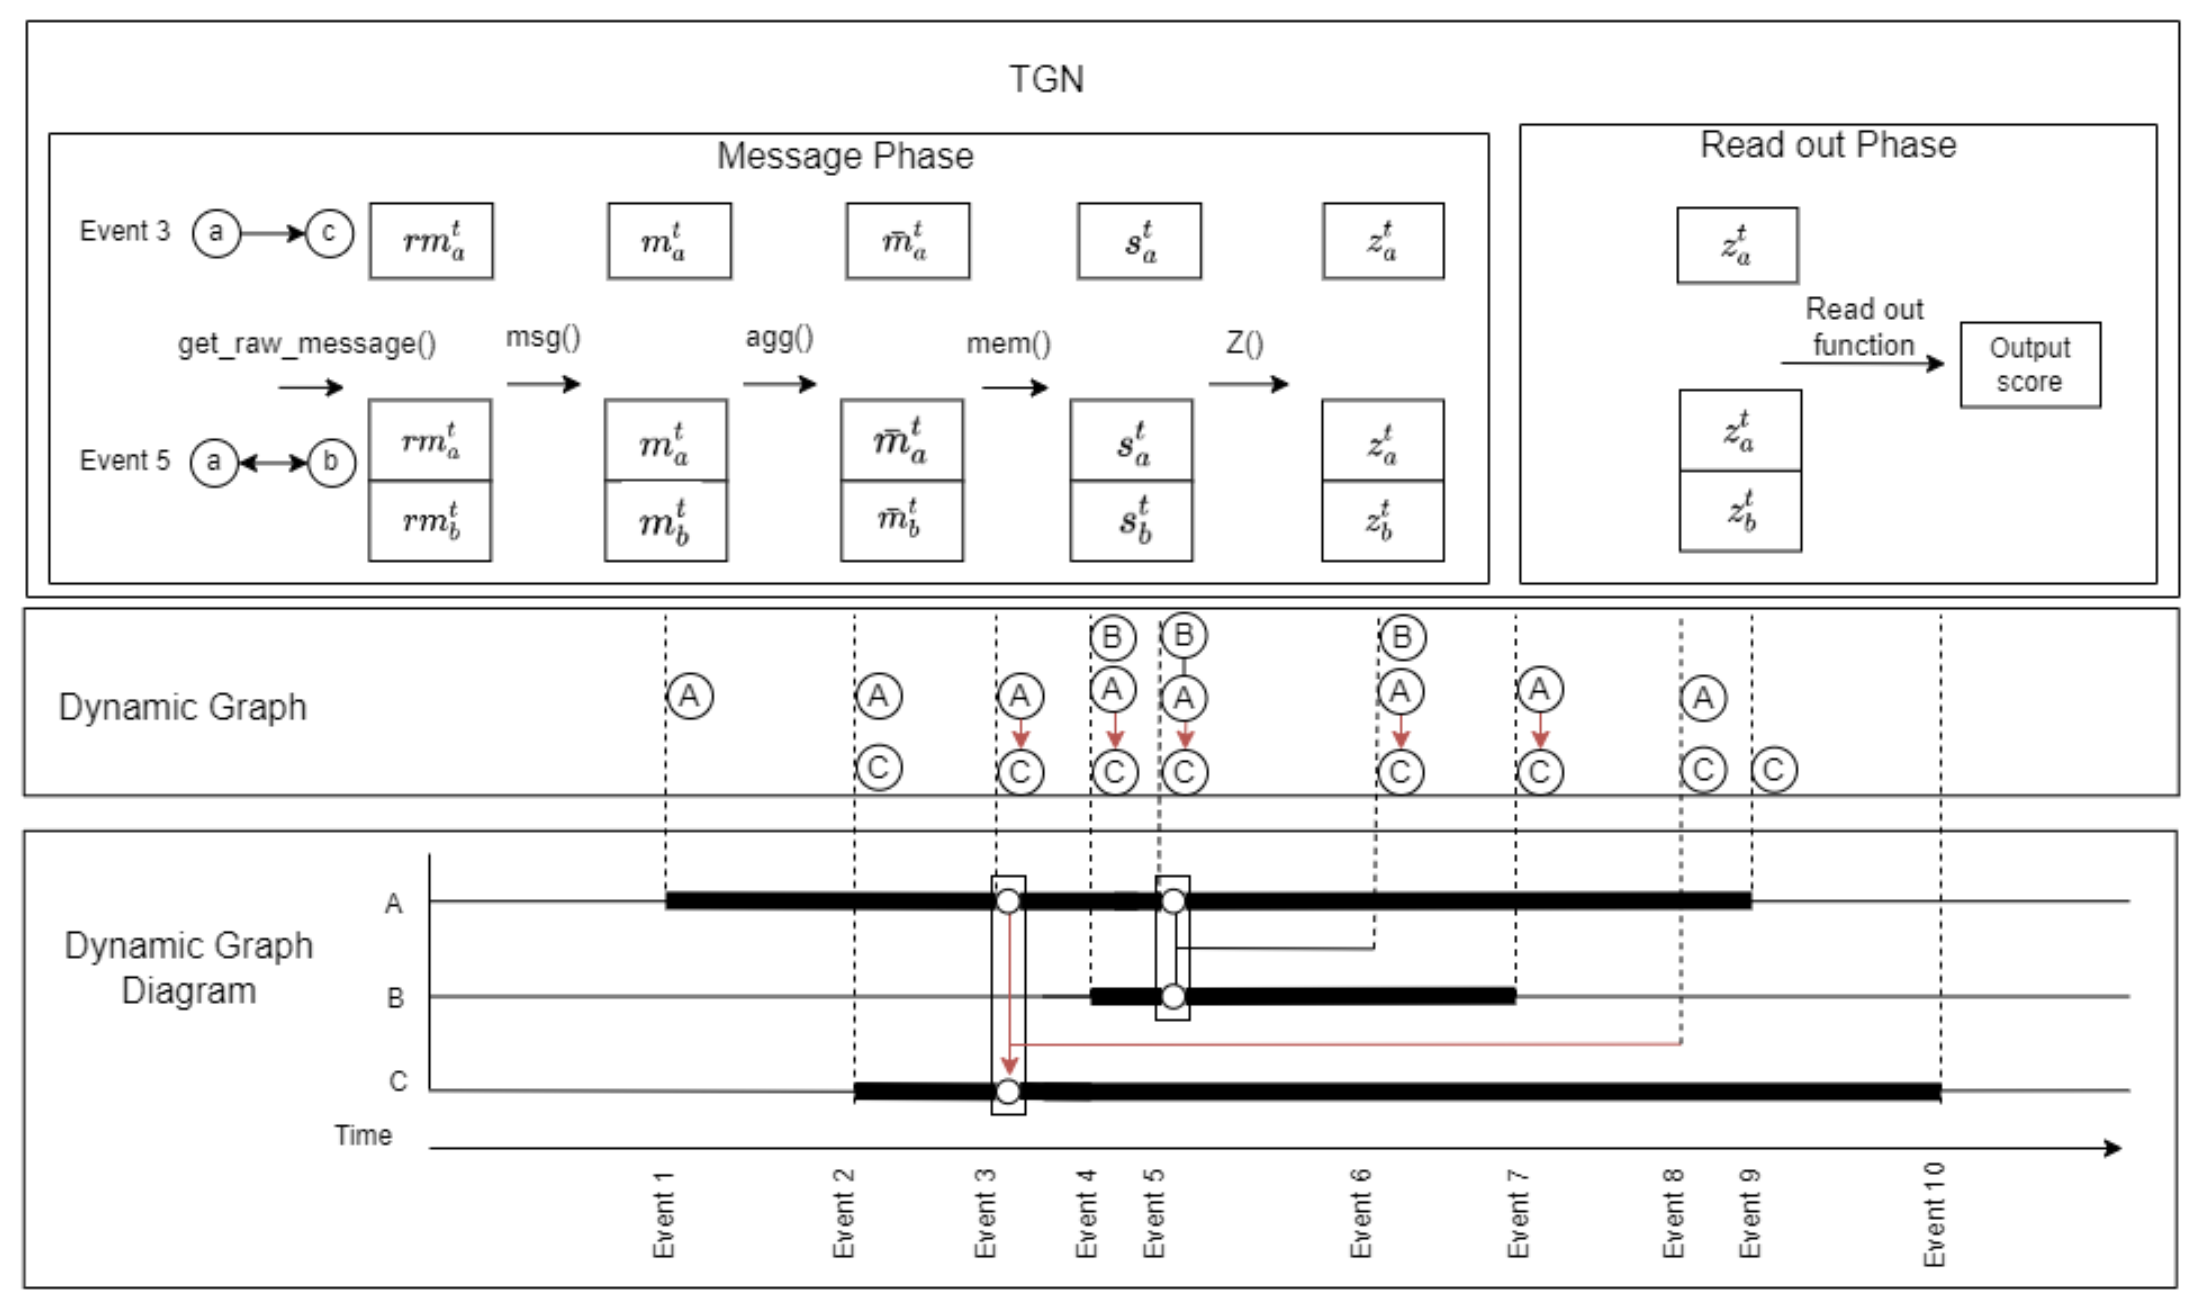 TGN
Message Phase
Event 3 a c rm_a^t m_a^t m̄_a^t s_a^t z_a^t
get_raw_message() msg() agg() mem() Z()
Event 5 a b rm_a^t m_a^t m̄_a^t s_a^t z_a^t
rm_b^t m_b^t m̄_b^t s_b^t z_b^t
Read out Phase
z_a^t
Read out
function
Output
score
z_a^t
z_b^t
Dynamic Graph
B B B
A A A A A A A A
C C C C C C C C
Dynamic Graph
Diagram
A
B
C
Time
Event 1
Event 2
Event 3
Event 4
Event 5
Event 6
Event 7
Event 8
Event 9
Event 10